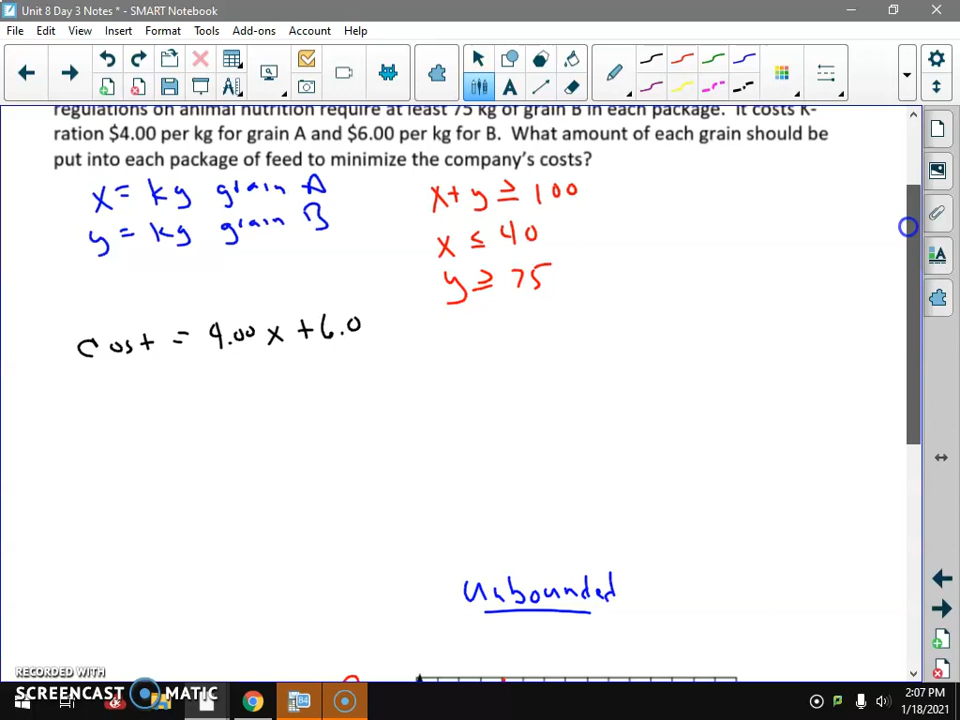 Unit 8 Day 3 Notes * - SMART Notebook
File Edit View Insert Format Tools Add-ons Account Help
regulations on animal nutrition require at least 75 kg of grain B in each package. It costs K-
ration $4.00 per kg for grain A and $6.00 per kg for B. What amount of each grain should be
put into each package of feed to minimize the company's costs?
x = kg grain A
y = kg grain B
x + y ≥ 100
x ≤ 40
y ≥ 75
Cost = 4.00 x + 6.0
Unbounded
RECORDED WITH
SCREENCAST MATIC
2:07 PM
1/18/2021